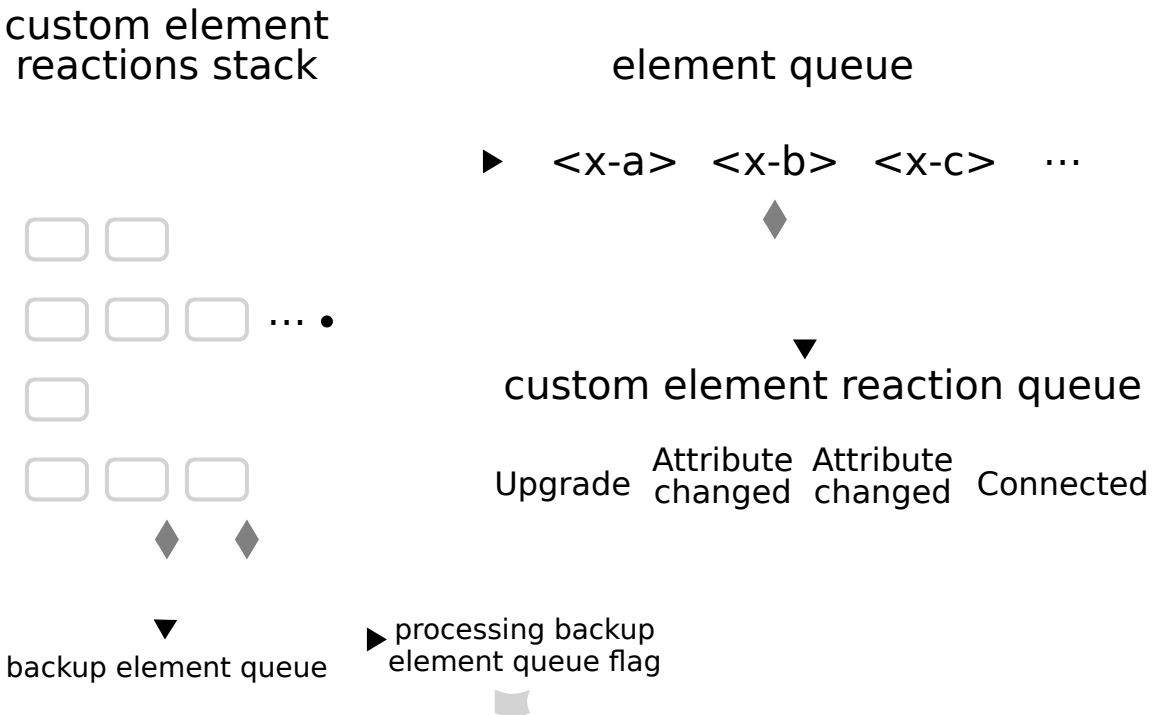 custom element
reactions stack
element queue
<x-a> <x-b> <x-c> ...
...
custom element reaction queue
Upgrade
Attribute
changed
Attribute
changed
Connected
backup element queue
processing backup
element queue flag